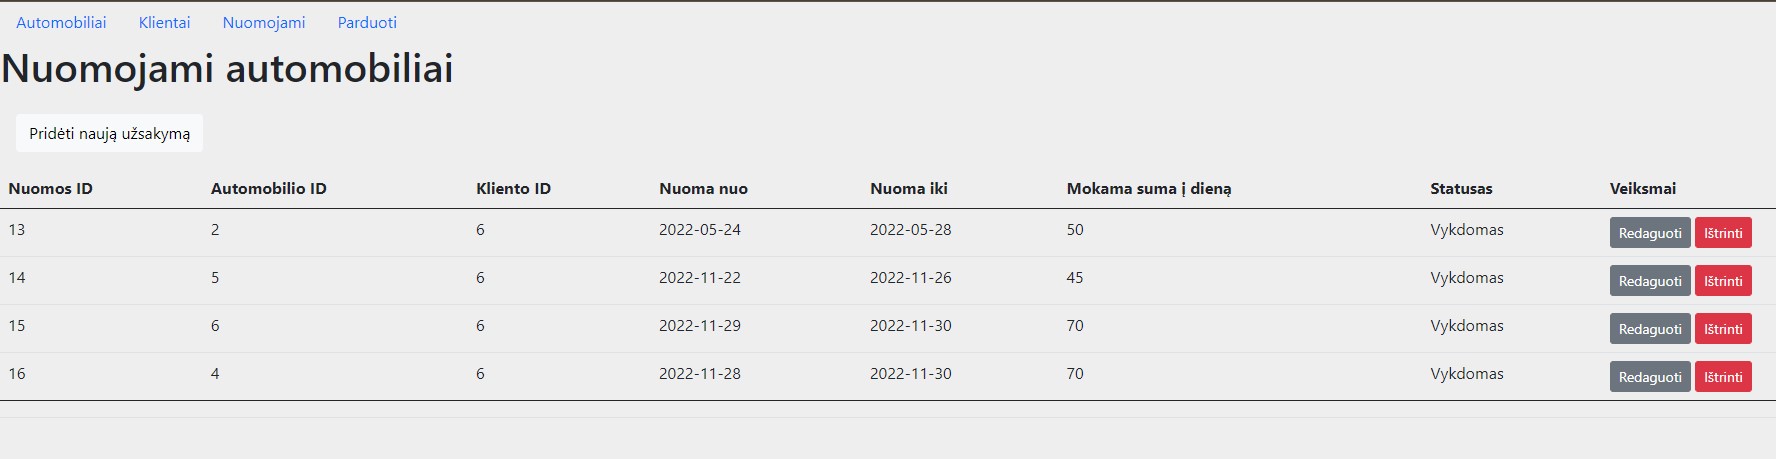 Automobiliai Klientai Nuomojami Parduoti
Nuomojami automobiliai
Pridėti naują užsakymą
Nuomos ID Automobilio ID Kliento ID Nuoma nuo Nuoma iki Mokama suma į dieną Statusas Veiksmai
13 2 6 2022-05-24 2022-05-28 50 Vykdomas Redaguoti Ištrinti
14 5 6 2022-11-22 2022-11-26 45 Vykdomas Redaguoti Ištrinti
15 6 6 2022-11-29 2022-11-30 70 Vykdomas Redaguoti Ištrinti
16 4 6 2022-11-28 2022-11-30 70 Vykdomas Redaguoti Ištrinti